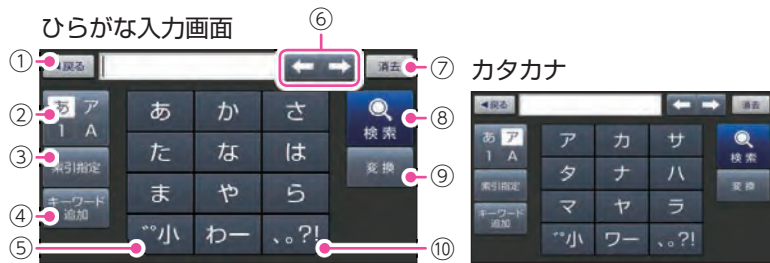 ひらがな入力画面
⑥
① ◀戻る ← → 消去 ⑦
② あ ア
1 A
あ か さ
検索 ⑧
③ 索引指定
た な は
変換 ⑨
④ キーワード
追加
ま や ら
⑤ ゛゜小 わー 、。?! ⑩
カタカナ
◀戻る ← → 消去
あ ア
1 A
ア カ サ
検索
索引指定
タ ナ ハ
変換
キーワード
追加
マ ヤ ラ
゛゜小 ワー 、。?!